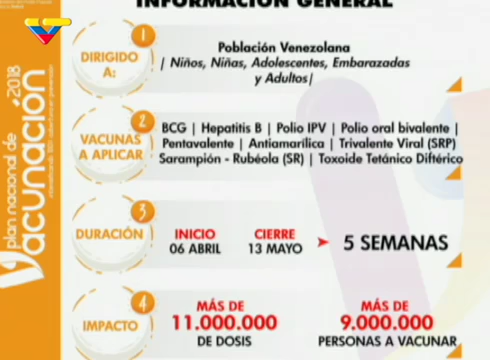 INFORMACIÓN GENERAL
1
DIRIGIDO
A:
Población Venezolana
| Niños, Niñas, Adolescentes, Embarazadas
y Adultos|
2
VACUNAS
A APLICAR
BCG | Hepatitis B | Polio IPV | Polio oral bivalente |
Pentavalente | Antiamarílica | Trivalente Viral (SRP)
Sarampión - Rubéola (SR) | Toxoide Tetánico Diftérico
3
DURACIÓN
INICIO
06 ABRIL
CIERRE
13 MAYO
5 SEMANAS
4
IMPACTO
MÁS DE
11.000.000
DE DOSIS
MÁS DE
9.000.000
PERSONAS A VACUNAR
plan nacional de
Vacunación
2018